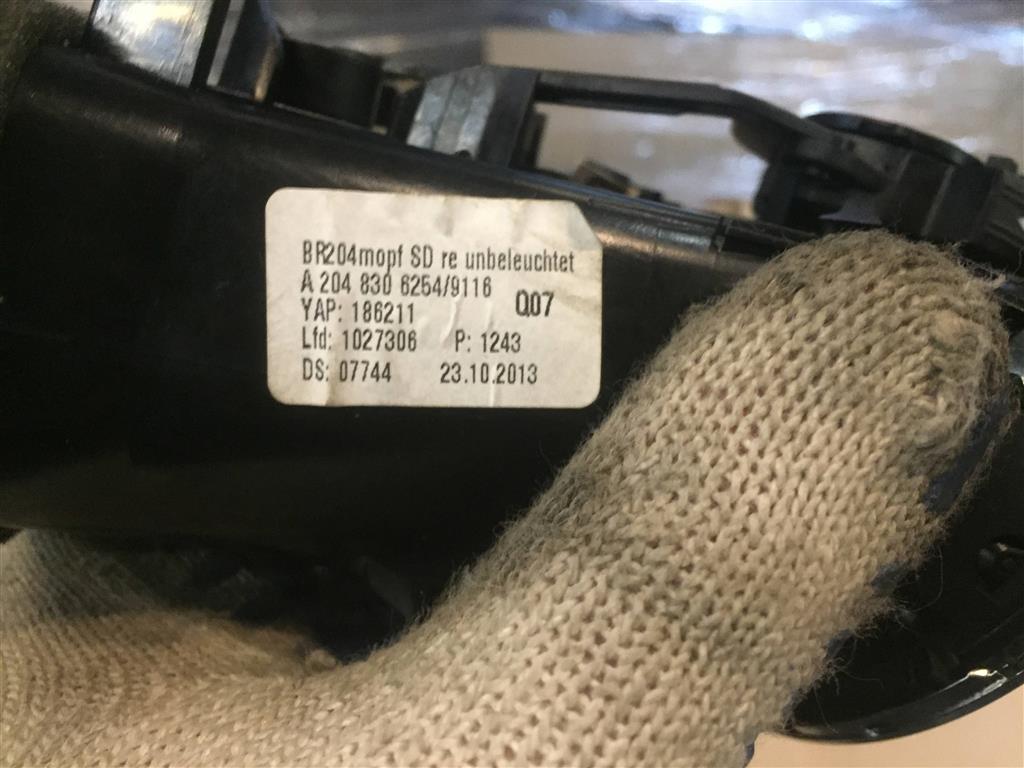 BR204mopf SD re unbeleuchtet
A 204 830 6254/9116
Q07
YAP: 186211
Lfd: 1027306 P: 1243
DS: 07744 23.10.2013